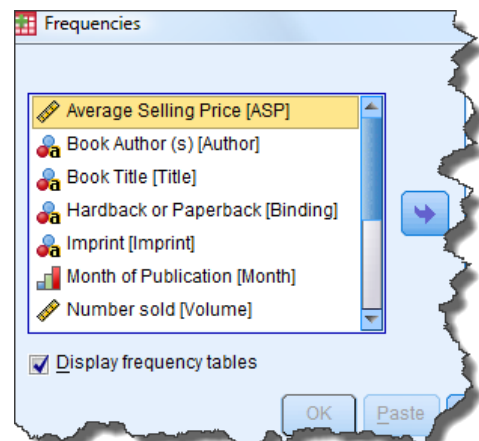 Frequencies
Average Selling Price [ASP]
Book Author (s) [Author]
Book Title [Title]
Hardback or Paperback [Binding]
Imprint [Imprint]
Month of Publication [Month]
Number sold [Volume]
Display frequency tables
OK Paste